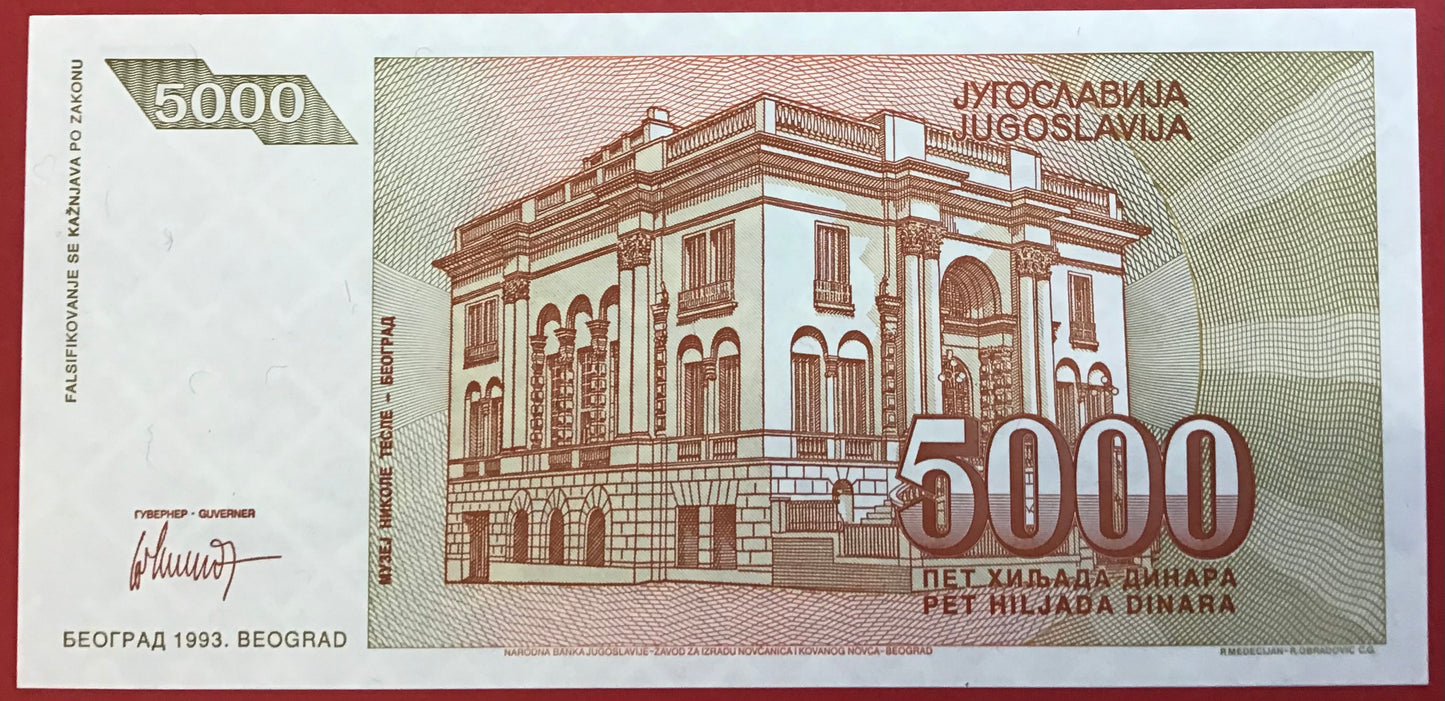 FALSIFIKOVANJE SE KAŽNJAVA PO ZAKONU
5000
ЈУГОСЛАВИЈА
JUGOSLAVIJA
МУЗЕЈ НИКОЛЕ ТЕСЛЕ – БЕОГРАД
5000
ПЕТ ХИЉАДА ДИНАРА
PET HILJADA DINARA
ГУВЕРНЕР - GUVERNER
БЕОГРАД 1993. BEOGRAD
NARODNA BANKA JUGOSLAVIJE-ZAVOD ZA IZRADU NOVČANICA I KOVANOG NOVCA-BEOGRAD
R.MEDECIJAN-R.OBRADOVIĆ C.G.